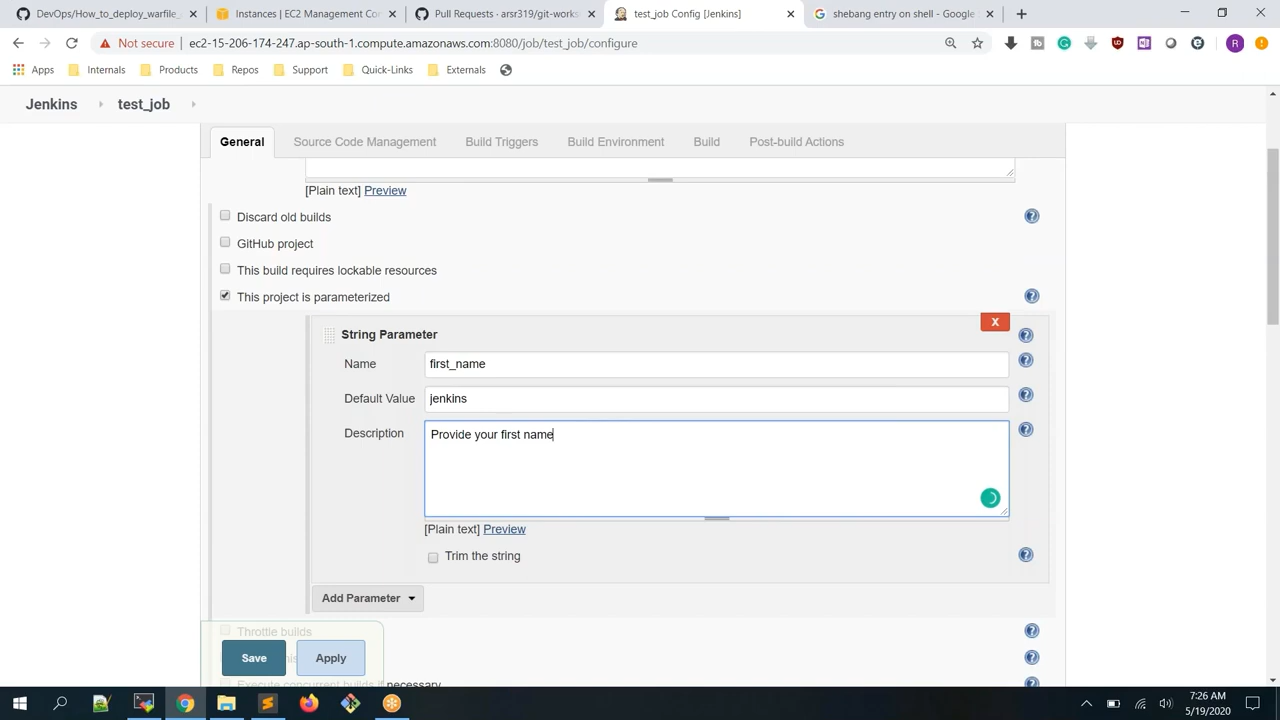 DevOps/How_to_deploy_warfile_
Instances | EC2 Management Co
Pull Requests · arsr319/git-works
test_job Config [Jenkins]
shebang entry on shell - Google
Not secure
ec2-15-206-174-247.ap-south-1.compute.amazonaws.com:8080/job/test_job/configure
Apps
Internals
Products
Repos
Support
Quick-Links
Externals
Jenkins
test_job
General
Source Code Management
Build Triggers
Build Environment
Build
Post-build Actions
[Plain text] Preview
Discard old builds
GitHub project
This build requires lockable resources
This project is parameterized
String Parameter
X
Name
first_name
Default Value
jenkins
Description
Provide your first name
[Plain text] Preview
Trim the string
Add Parameter
Throttle builds
Save
Apply
Execute concurrent builds if necessary
7:26 AM
5/19/2020